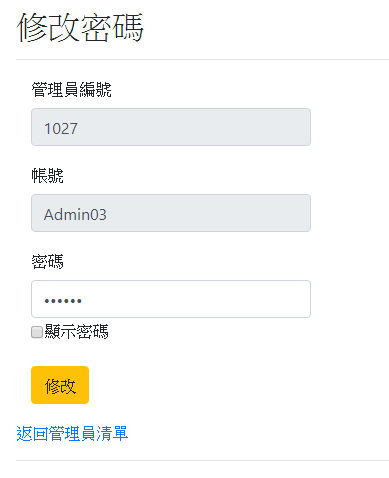 修改密碼
管理員編號
1027
帳號
Admin03
密碼
••••••
顯示密碼
修改
返回管理員清單